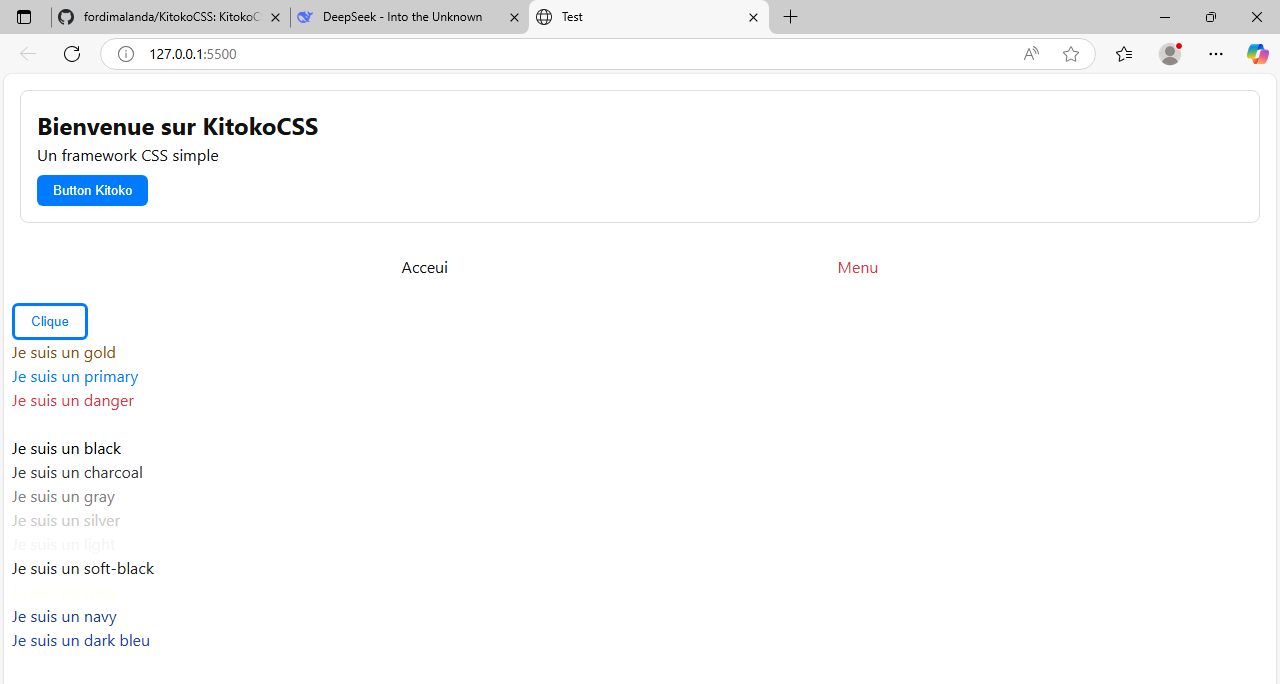 fordimalanda/KitokoCSS: KitokoC
DeepSeek - Into the Unknown
Test
127.0.0.1:5500
Bienvenue sur KitokoCSS
Un framework CSS simple
Button Kitoko
Acceui Menu
Clique
Je suis un gold
Je suis un primary
Je suis un danger
Je suis un black
Je suis un charcoal
Je suis un gray
Je suis un silver
Je suis un light
Je suis un soft-black
Je suis un navy
Je suis un dark bleu